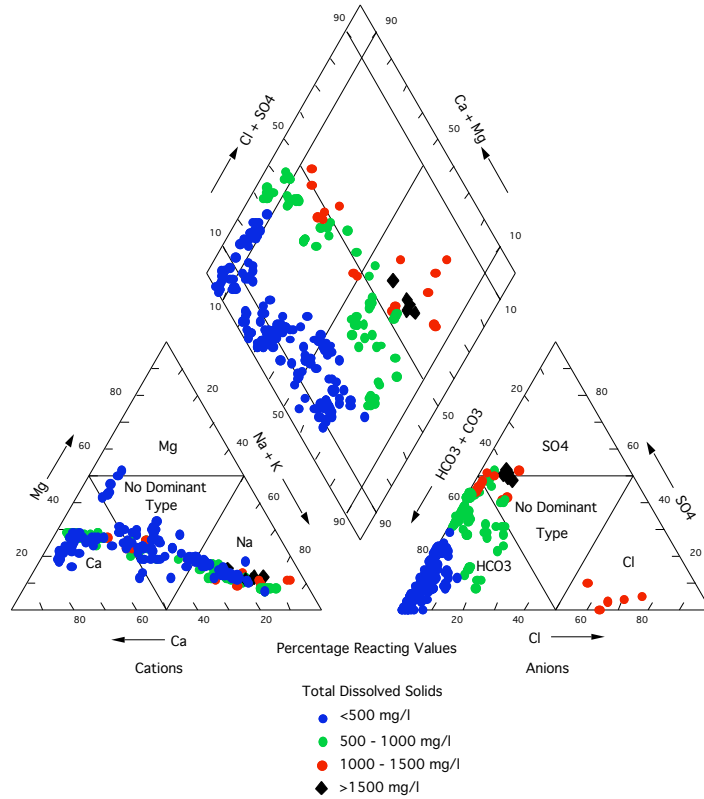 90
90
Cl + SO4
Ca + Mg
50
50
10
10
10
10
50
50
90
90
Mg
Na + K
HCO3 + CO3
SO4
80
20
20
80
60
Mg
40
40
SO4
60
40
No Dominant
Type
60
60
No Dominant
Type
40
20
Ca
Na
80
80
HCO3
Cl
20
80
60
40
20
20
40
60
80
Ca
Cl
Percentage Reacting Values
Cations
Anions
Total Dissolved Solids
<500 mg/l
500 - 1000 mg/l
1000 - 1500 mg/l
>1500 mg/l